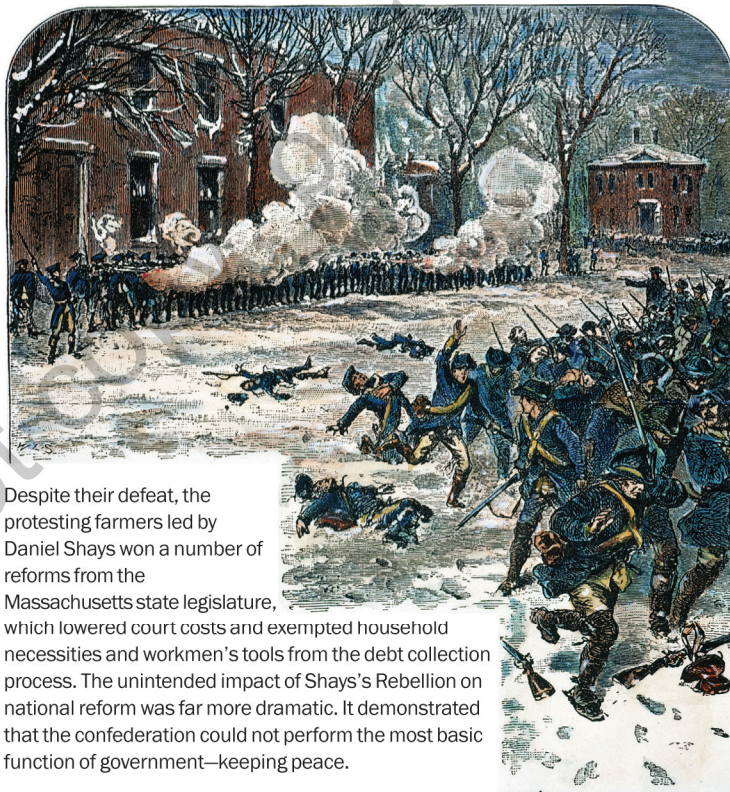 Despite their defeat, the
protesting farmers led by
Daniel Shays won a number of
reforms from the
Massachusetts state legislature,
which lowered court costs and exempted household
necessities and workmen's tools from the debt collection
process. The unintended impact of Shays's Rebellion on
national reform was far more dramatic. It demonstrated
that the confederation could not perform the most basic
function of government—keeping peace.